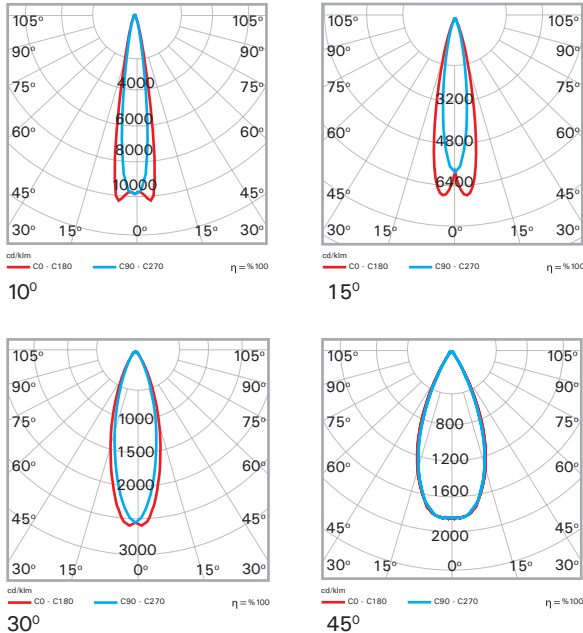 105° 105°
90° 90°
75° 4000 75°
60° 6000 60°
8000
45° 10000 45°
30° 15° 0° 15° 30°
cd/klm
C0 - C180 C90 - C270 η = %100
10⁰
105° 105°
90° 90°
75° 3200 75°
60° 4800 60°
45° 6400 45°
30° 15° 0° 15° 30°
cd/klm
C0 - C180 C90 - C270 η = %100
15⁰
105° 105°
90° 90°
75° 1000 75°
1500
60° 2000 60°
45° 45°
3000
30° 15° 0° 15° 30°
cd/klm
C0 - C180 C90 - C270 η = %100
30⁰
105° 105°
90° 90°
75° 800 75°
60° 1200 60°
1600
45° 2000 45°
30° 15° 0° 15° 30°
cd/klm
C0 - C180 C90 - C270 η = %100
45⁰